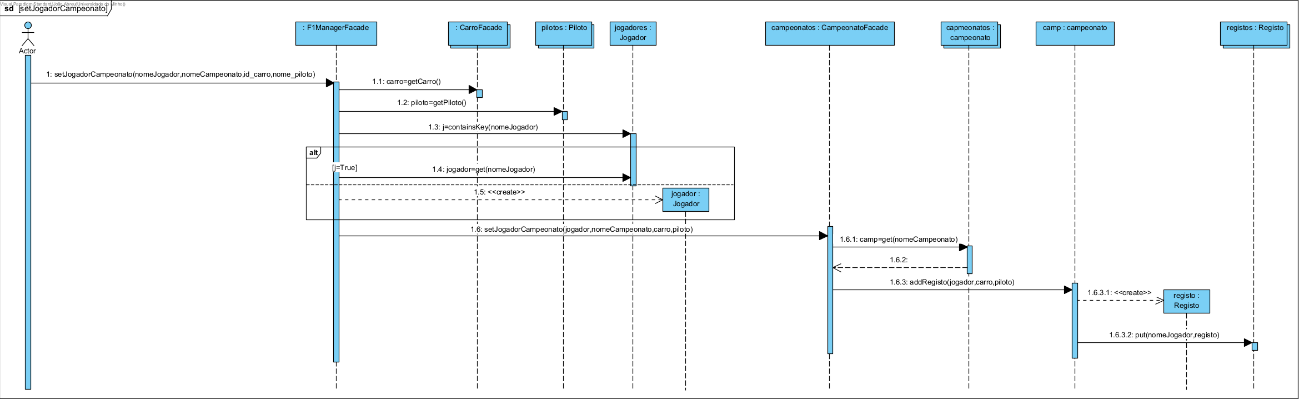 sd [setJogadorCampeonato]
Actor
: F1ManagerFacade
: CarroFacade
pilotos : Piloto
jogadores :
Jogador
campeonatos : CampeonatoFacade
capmeonatos :
campeonato
camp : campeonato
registos : Registo
1: setJogadorCampeonato(nomeJogador,nomeCampeonato,id_carro,nome_piloto)
1.1: carro=getCarro()
1.2: piloto=getPiloto()
1.3: j=containsKey(nomeJogador)
alt
[j=True]
1.4: jogador=get(nomeJogador)
1.5: <<create>>
jogador :
Jogador
1.6: setJogadorCampeonato(jogador,nomeCampeonato,carro,piloto)
1.6.1: camp=get(nomeCampeonato)
1.6.2:
1.6.3: addRegisto(jogador,carro,piloto)
1.6.3.1: <<create>>
registo :
Registo
1.6.3.2: put(nomeJogador,registo)